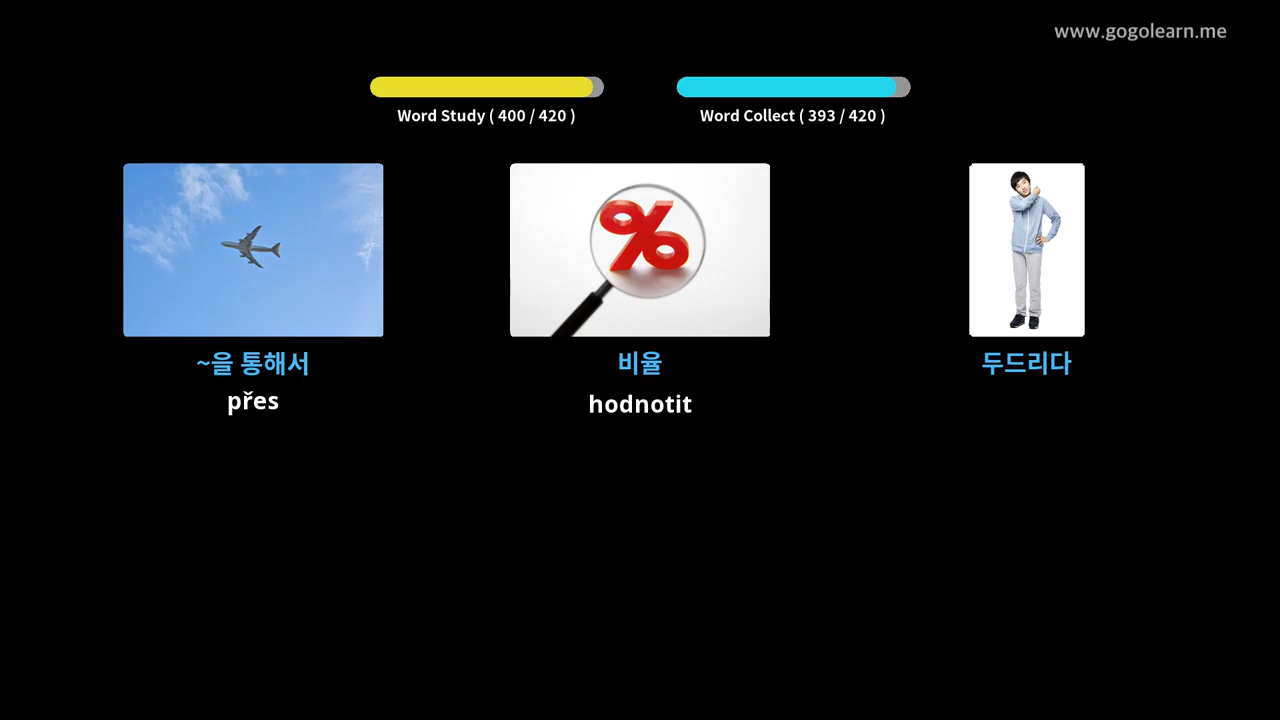 www.gogolearn.me
Word Study ( 400 / 420 )
Word Collect ( 393 / 420 )
~을 통해서
přes
비율
hodnotit
두드리다